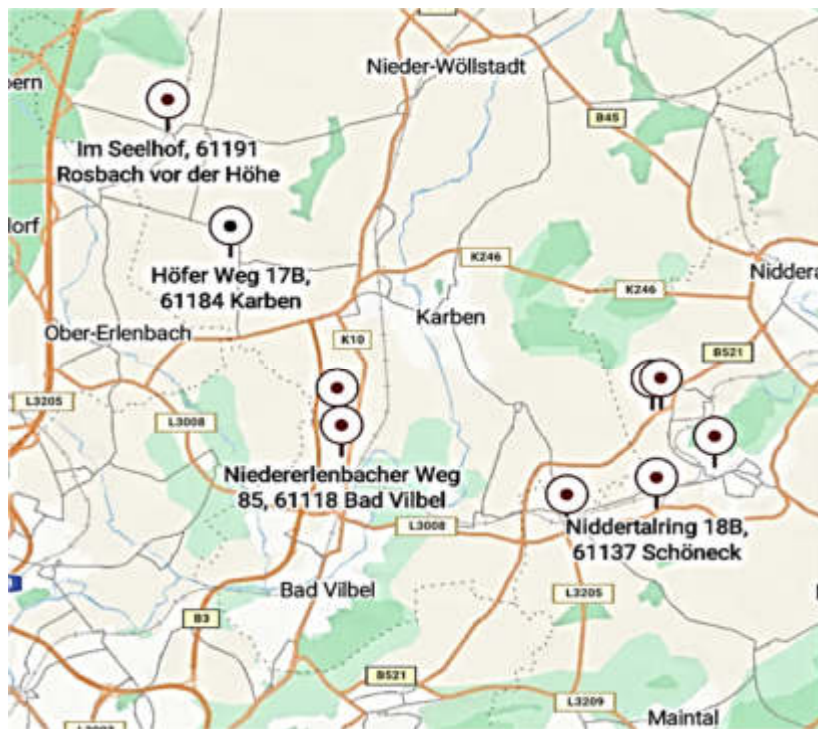 Nieder-Wöllstadt
B45
Im Seelhof, 61191
Rosbach vor der Höhe
Höfer Weg 17B,
61184 Karben
K246
K246
Ober-Erlenbach
K10
Karben
B521
L3205
L3008
Niedererlenbacher Weg
85, 61118 Bad Vilbel
L3008
Niddertalring 18B,
61137 Schöneck
Bad Vilbel
L3205
B3
B521
L3209
Maintal